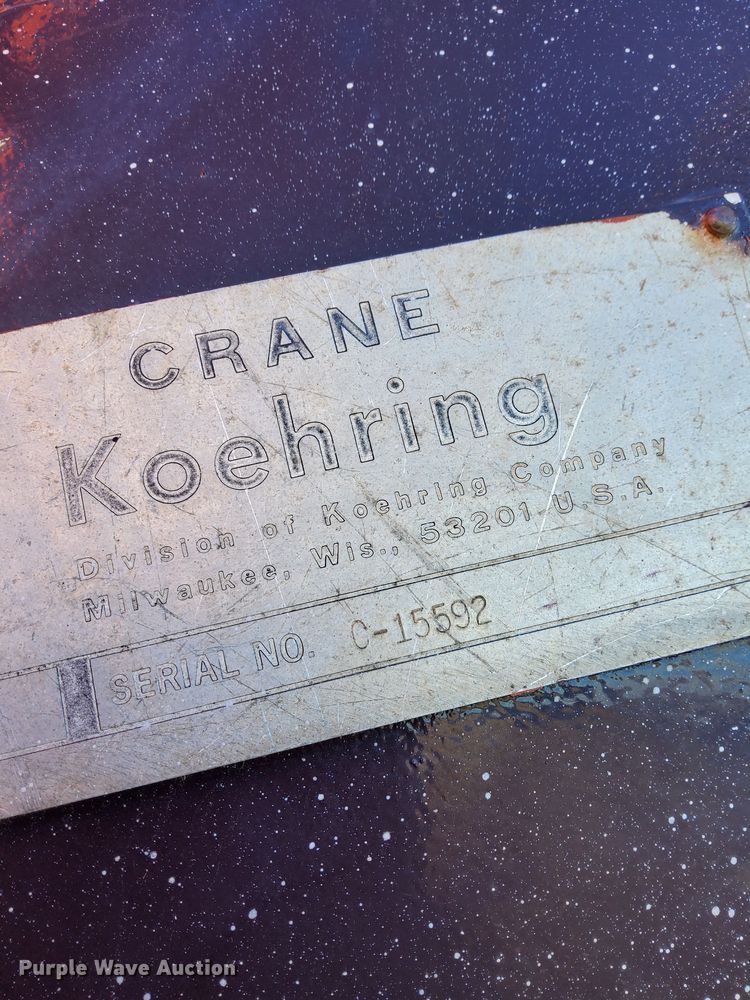 CRANE
Koehring
Division of Koehring Company
Milwaukee, Wis., 53201 U.S.A.
SERIAL NO. C-15592
Purple Wave Auction